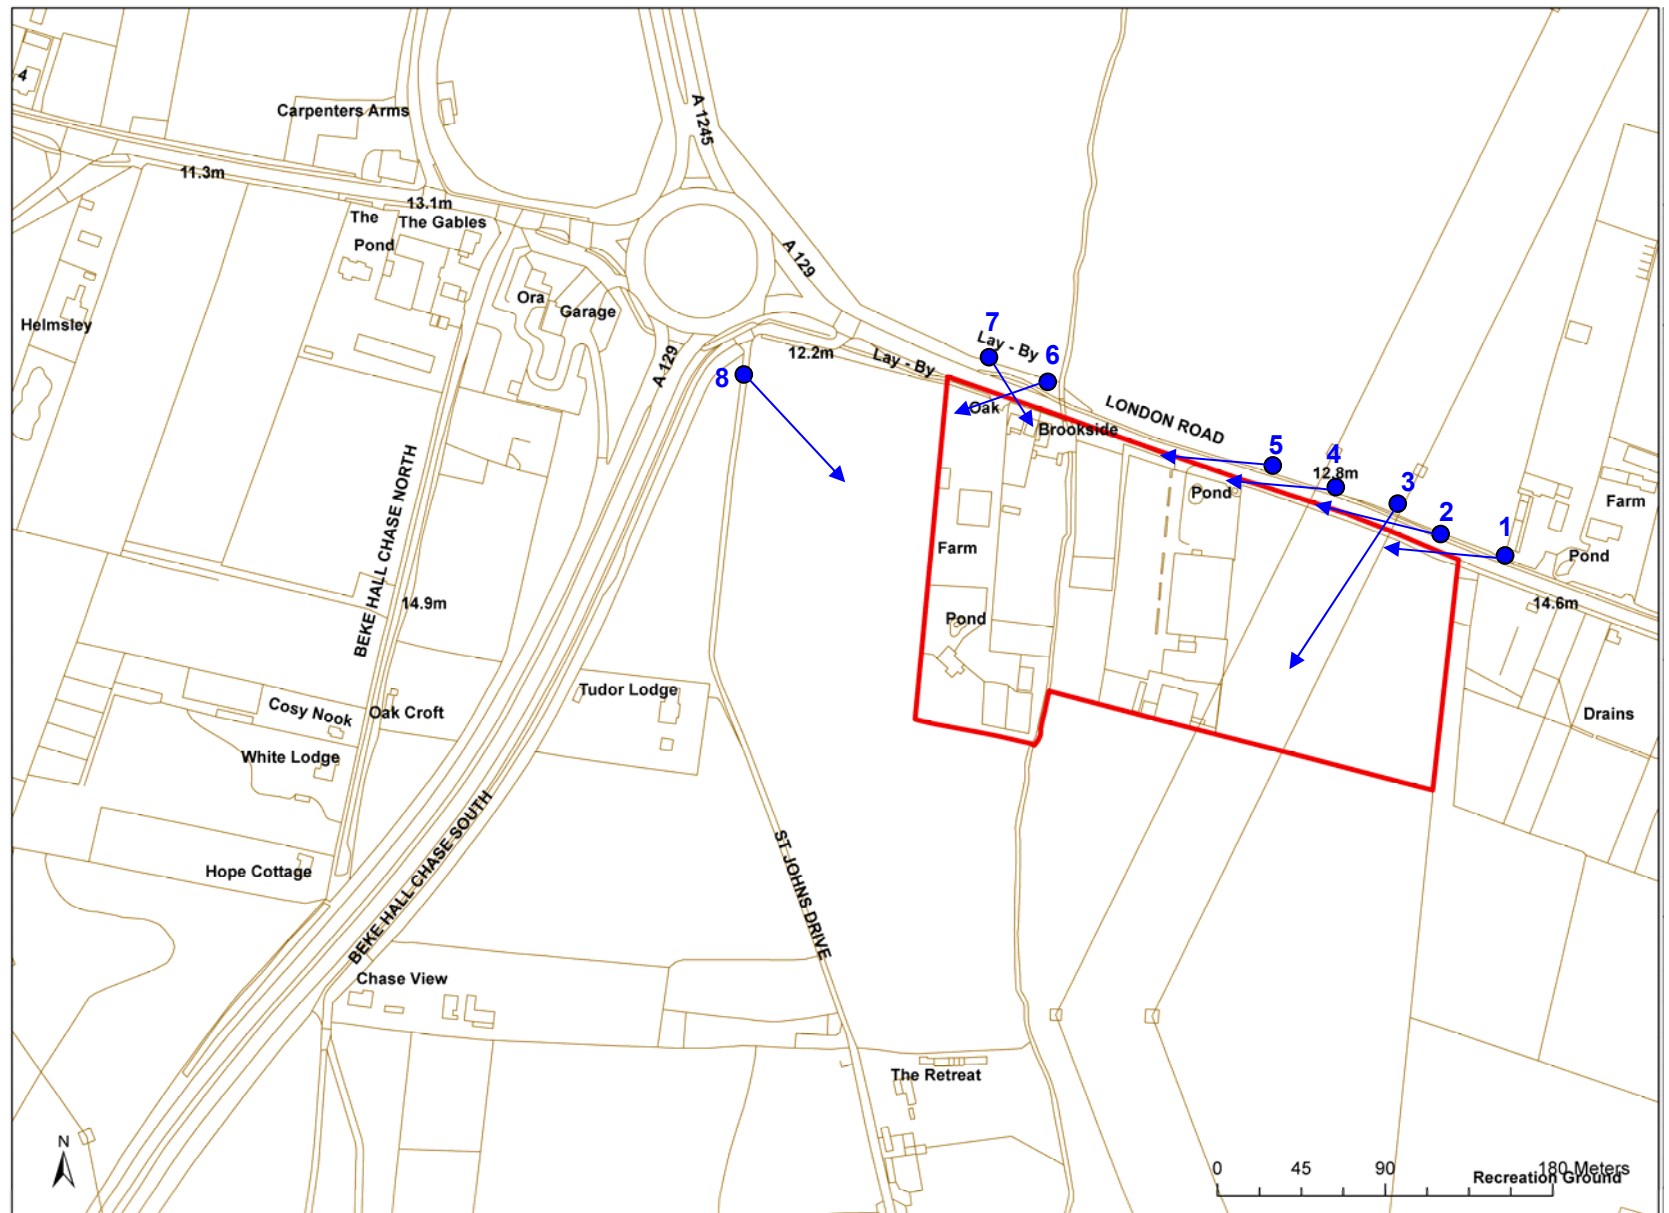 4
Carpenters Arms
A 1245
11.3m
13.1m
The
Pond
The Gables
A 129
Ora
Garage
Helmsley
7
Lay - By
6
12.2m
Lay - By
A 129
8
Oak
LONDON ROAD
Brookside
5
4
12.8m
3
Pond
2
1
Farm
Pond
BEKE HALL CHASE NORTH
Farm
14.9m
14.6m
Pond
Tudor Lodge
Cosy Nook
Oak Croft
Drains
White Lodge
BEKE HALL CHASE SOUTH
Hope Cottage
ST JOHNS DRIVE
Chase View
The Retreat
N
0 45 90 180 Meters
Recreation Ground